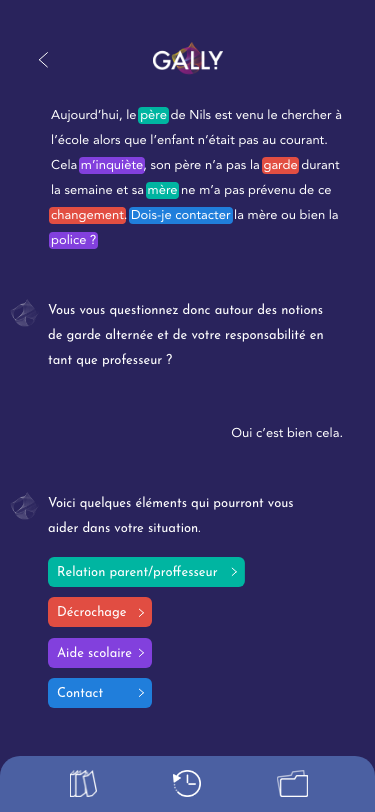 GALLY
Aujourd’hui, le père de Nils est venu le chercher à
l’école alors que l’enfant n’était pas au courant.
Cela m’inquiète, son père n’a pas la garde durant
la semaine et sa mère ne m’a pas prévenu de ce
changement. Dois-je contacter la mère ou bien la
police ?
Vous vous questionnez donc autour des notions
de garde alternée et de votre responsabilité en
tant que professeur ?
Oui c’est bien cela.
Voici quelques éléments qui pourront vous
aider dans votre situation.
Relation parent/proffesseur
Décrochage
Aide scolaire
Contact